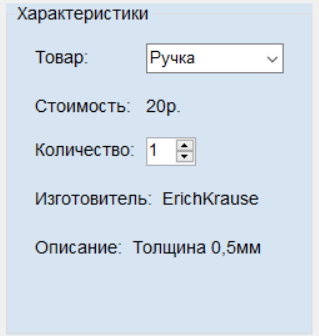 Характеристики
Товар: Ручка
Стоимость: 20р.
Количество: 1
Изготовитель: ErichKrause
Описание: Толщина 0,5мм